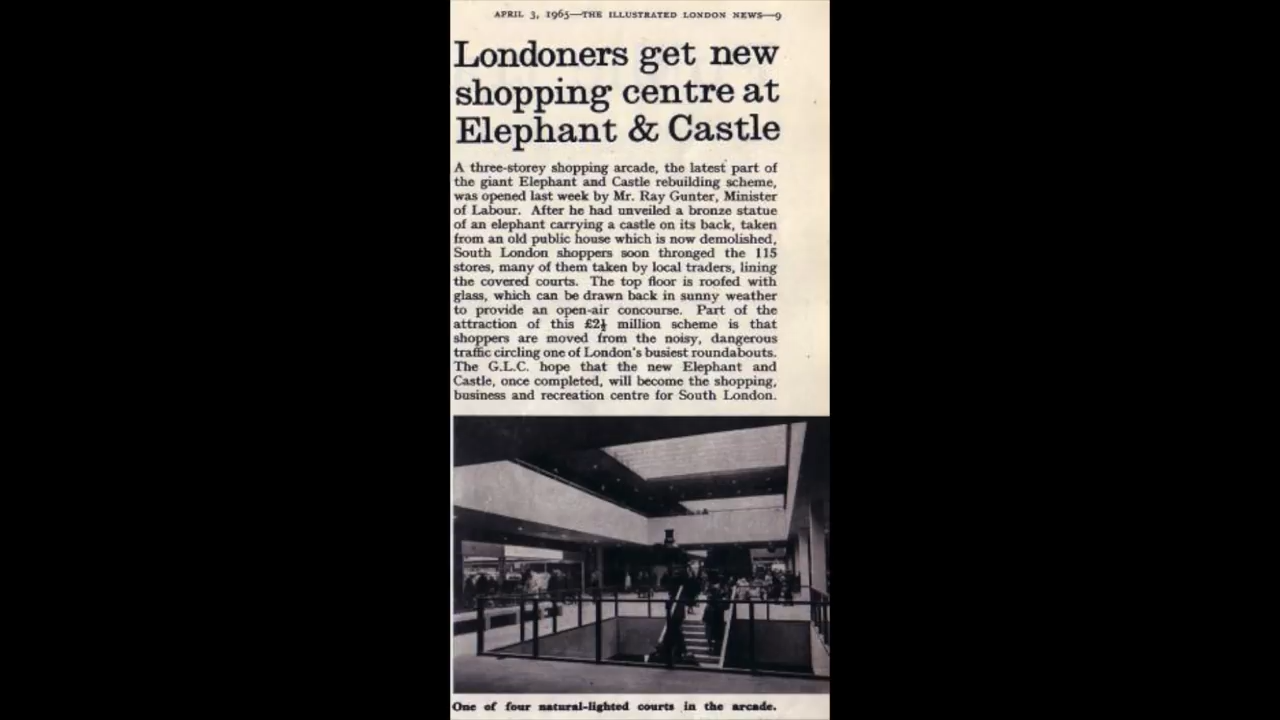 APRIL 3, 1965—THE ILLUSTRATED LONDON NEWS—9
Londoners get new
shopping centre at
Elephant & Castle
A three-storey shopping arcade, the latest part of
the giant Elephant and Castle rebuilding scheme,
was opened last week by Mr. Ray Gunter, Minister
of Labour. After he had unveiled a bronze statue
of an elephant carrying a castle on its back, taken
from an old public house which is now demolished,
South London shoppers soon thronged the 115
stores, many of them taken by local traders, lining
the covered courts. The top floor is roofed with
glass, which can be drawn back in sunny weather
to provide an open-air concourse. Part of the
attraction of this £2½ million scheme is that
shoppers are moved from the noisy, dangerous
traffic circling one of London's busiest roundabouts.
The G.L.C. hope that the new Elephant and
Castle, once completed, will become the shopping,
business and recreation centre for South London.
One of four natural-lighted courts in the arcade.